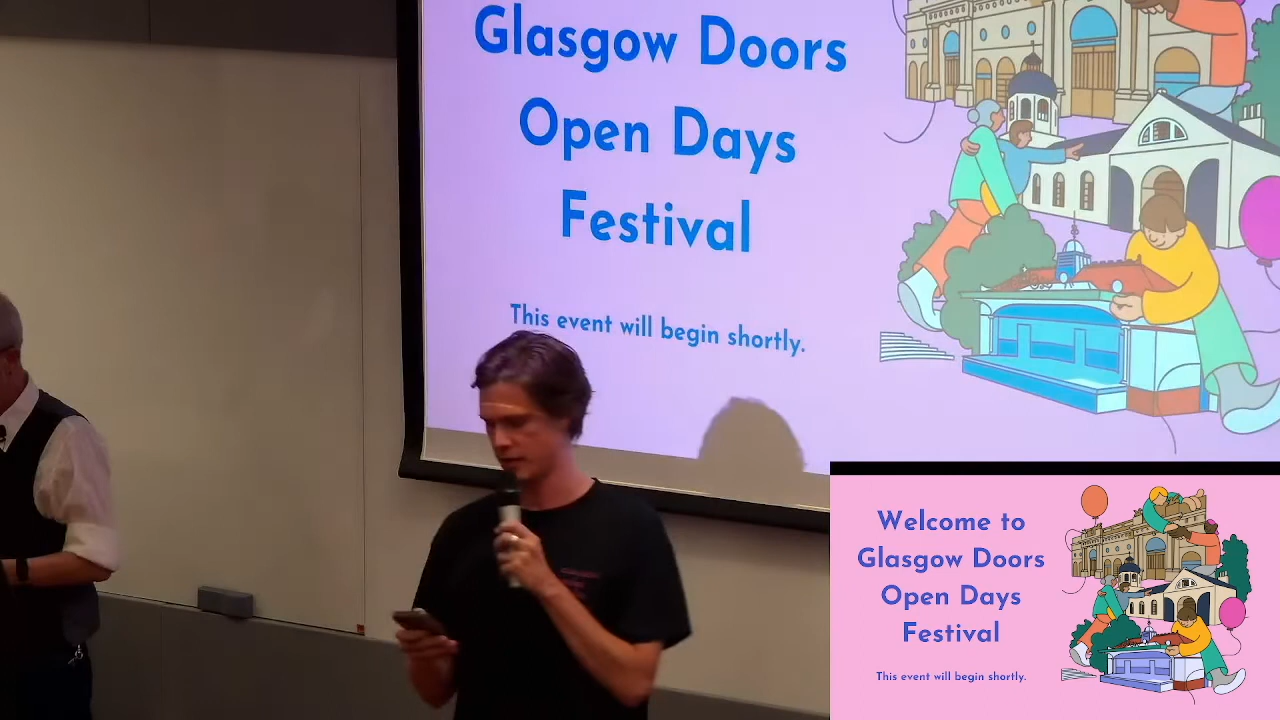 Glasgow Doors
Open Days
Festival
This event will begin shortly.
Welcome to
Glasgow Doors
Open Days
Festival
This event will begin shortly.